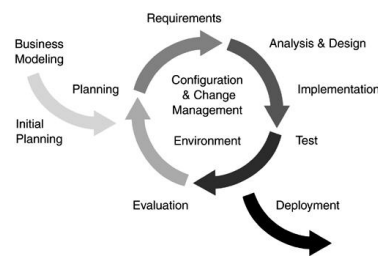 Requirements
Business
Modeling
Analysis & Design
Planning
Configuration
& Change
Management
Implementation
Initial
Planning
Environment
Test
Evaluation
Deployment